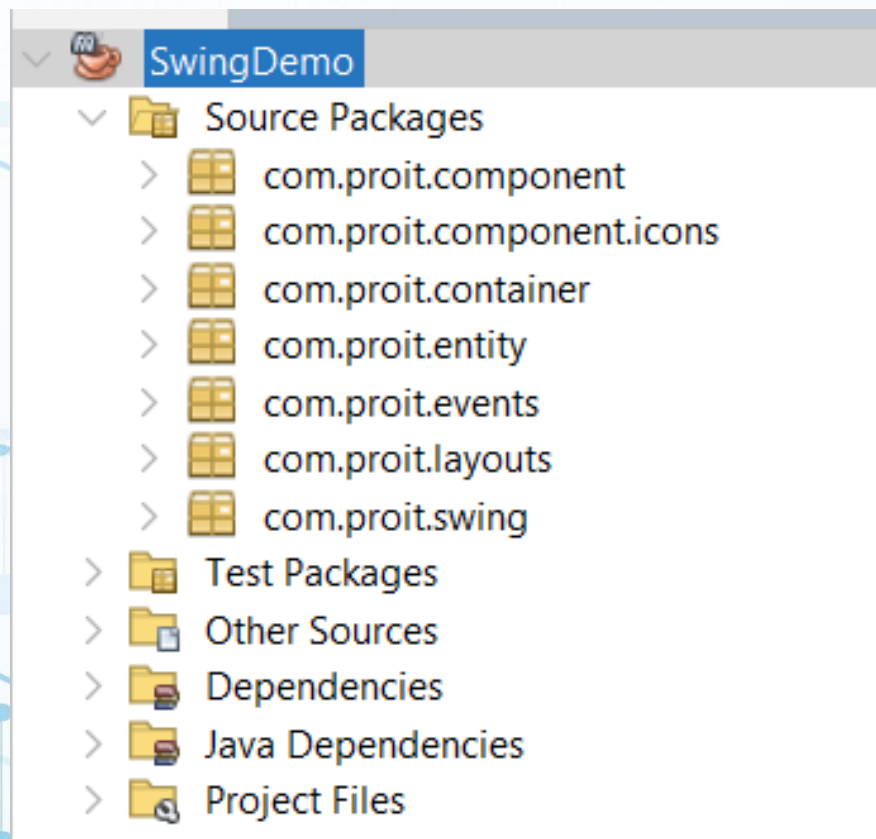 SwingDemo
Source Packages
com.proit.component
com.proit.component.icons
com.proit.container
com.proit.entity
com.proit.events
com.proit.layouts
com.proit.swing
Test Packages
Other Sources
Dependencies
Java Dependencies
Project Files